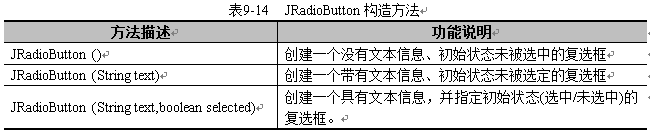 表9-14 JRadioButton 构造方法
方法描述 功能说明
JRadioButton () 创建一个没有文本信息、初始状态未被选中的复选框
JRadioButton (String text) 创建一个带有文本信息、初始状态未被选定的复选框
JRadioButton (String text,boolean selected) 创建一个具有文本信息，并指定初始状态(选中/未选中)的
复选框。